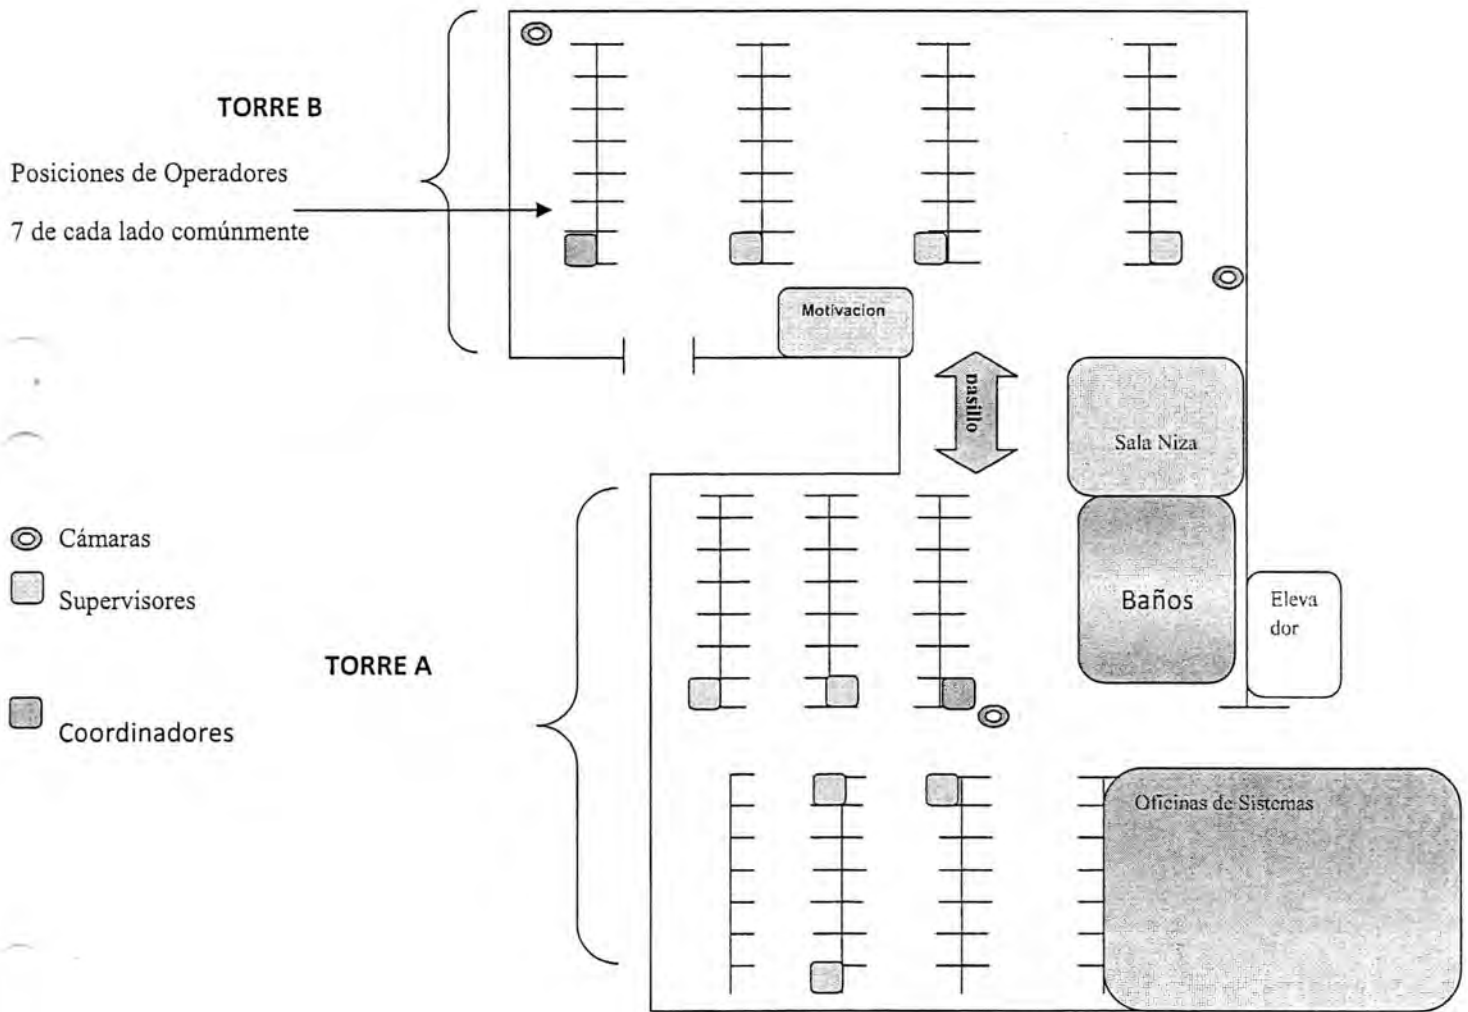 TORRE B
Posiciones de Operadores
7 de cada lado comúnmente
Motivacion
pasillo
Sala Niza
Cámaras
Supervisores
Baños
Eleva
dor
TORRE A
Coordinadores
Oficinas de Sistemas